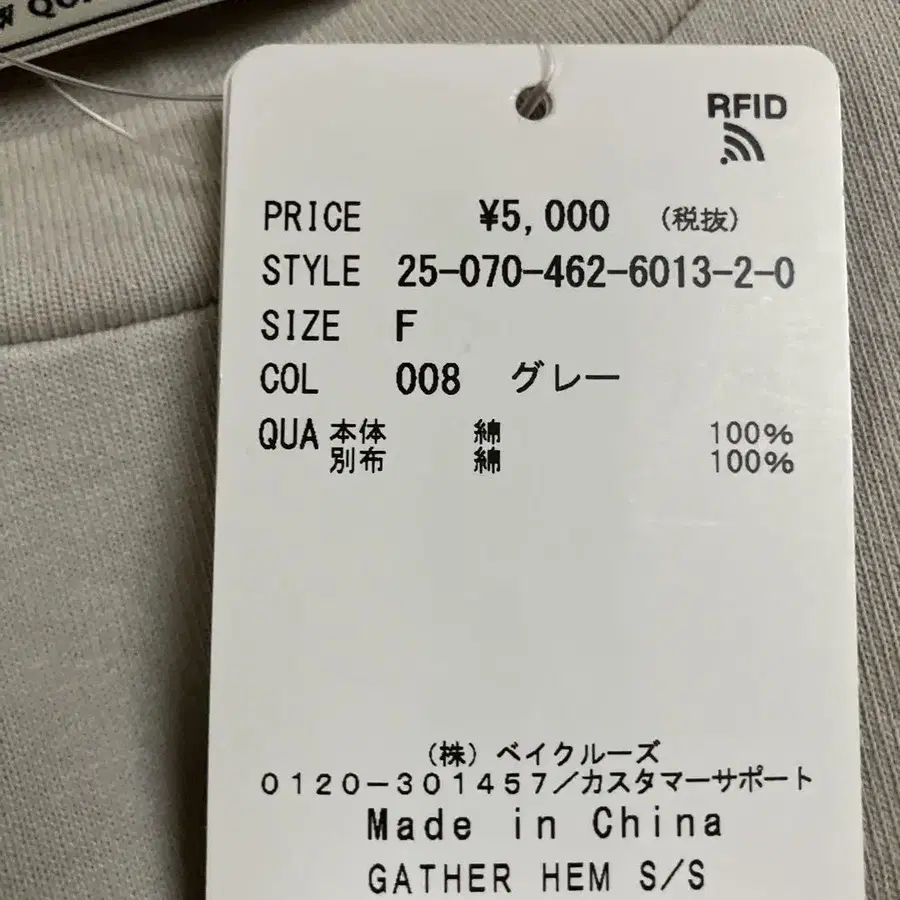 RFID
PRICE ¥5,000 (税抜)
STYLE 25-070-462-6013-2-0
SIZE F
COL 008 グレー
QUA 本体 綿 100%
別布 綿 100%
(株)ベイクルーズ
0120-301457/カスタマーサポート
Made in China
GATHER HEM S/S